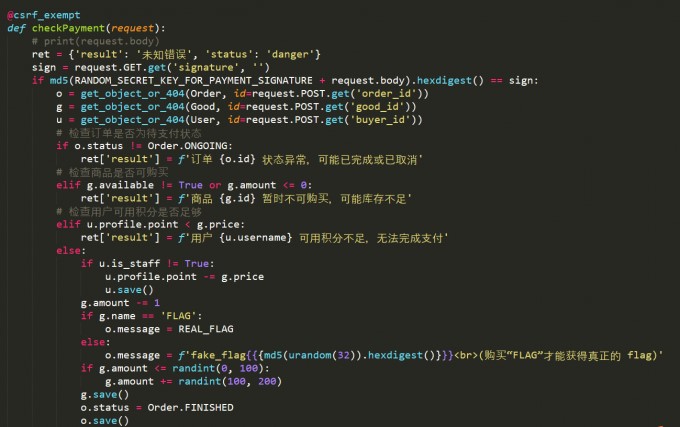 @csrf_exempt
def checkPayment(request):
    # print(request.body)
    ret = {'result': '未知错误', 'status': 'danger'}
    sign = request.GET.get('signature', '')
    if md5(RANDOM_SECRET_KEY_FOR_PAYMENT_SIGNATURE + request.body).hexdigest() == sign:
        o = get_object_or_404(Order, id=request.POST.get('order_id'))
        g = get_object_or_404(Good, id=request.POST.get('good_id'))
        u = get_object_or_404(User, id=request.POST.get('buyer_id'))
        # 检查订单是否为待支付状态
        if o.status != Order.ONGOING:
            ret['result'] = f'订单 {o.id} 状态异常，可能已完成或已取消'
        # 检查商品是否可购买
        elif g.available != True or g.amount <= 0:
            ret['result'] = f'商品 {g.id} 暂时不可购买，可能库存不足'
        # 检查用户可用积分是否足够
        elif u.profile.point < g.price:
            ret['result'] = f'用户 {u.username} 可用积分不足，无法完成支付'
        else:
            if u.is_staff != True:
                u.profile.point -= g.price
                u.save()
            g.amount -= 1
            if g.name == 'FLAG':
                o.message = REAL_FLAG
            else:
                o.message = f'fake_flag{{{md5(urandom(32)).hexdigest()}}}<br>(购买“FLAG”才能获得真正的 flag)'
            if g.amount <= randint(0, 100):
                g.amount += randint(100, 200)
            g.save()
            o.status = Order.FINISHED
            o.save()